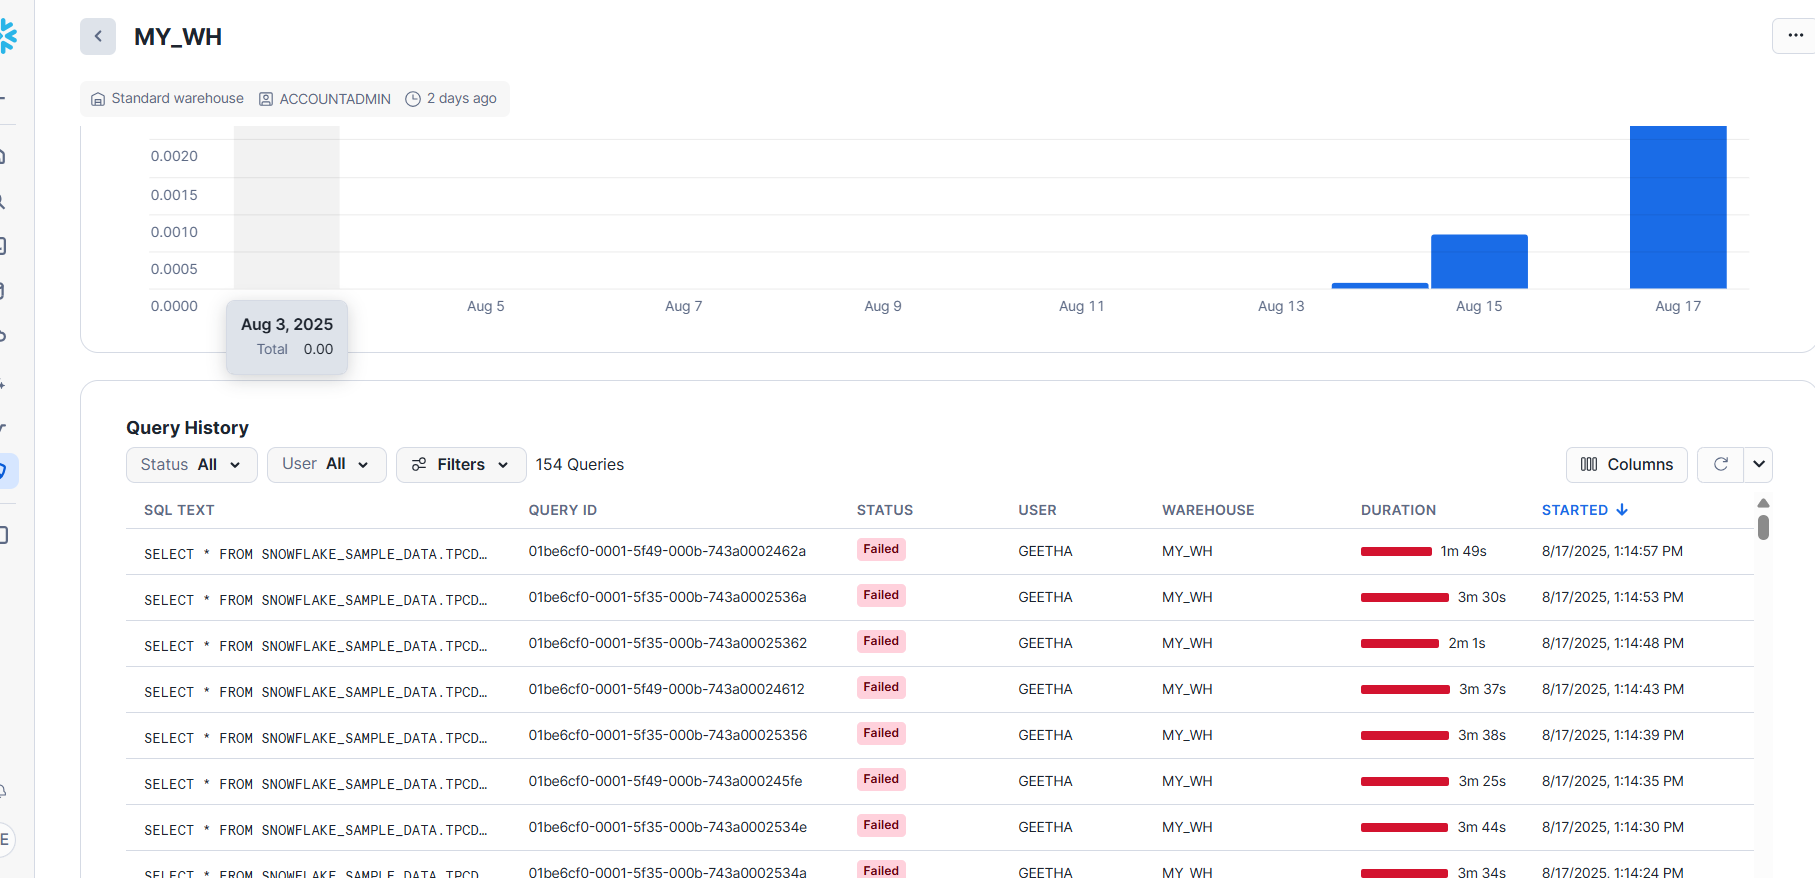 MY_WH
Standard warehouse ACCOUNTADMIN 2 days ago
0.0020
0.0015
0.0010
0.0005
0.0000 Aug 5 Aug 7 Aug 9 Aug 11 Aug 13 Aug 15 Aug 17
Aug 3, 2025
Total 0.00
Query History
Status All User All Filters 154 Queries Columns
SQL TEXT QUERY ID STATUS USER WAREHOUSE DURATION STARTED
SELECT * FROM SNOWFLAKE_SAMPLE_DATA.TPCD… 01be6cf0-0001-5f49-000b-743a0002462a Failed GEETHA MY_WH 1m 49s 8/17/2025, 1:14:57 PM
SELECT * FROM SNOWFLAKE_SAMPLE_DATA.TPCD… 01be6cf0-0001-5f35-000b-743a0002536a Failed GEETHA MY_WH 3m 30s 8/17/2025, 1:14:53 PM
SELECT * FROM SNOWFLAKE_SAMPLE_DATA.TPCD… 01be6cf0-0001-5f35-000b-743a00025362 Failed GEETHA MY_WH 2m 1s 8/17/2025, 1:14:48 PM
SELECT * FROM SNOWFLAKE_SAMPLE_DATA.TPCD… 01be6cf0-0001-5f49-000b-743a00024612 Failed GEETHA MY_WH 3m 37s 8/17/2025, 1:14:43 PM
SELECT * FROM SNOWFLAKE_SAMPLE_DATA.TPCD… 01be6cf0-0001-5f35-000b-743a00025356 Failed GEETHA MY_WH 3m 38s 8/17/2025, 1:14:39 PM
SELECT * FROM SNOWFLAKE_SAMPLE_DATA.TPCD… 01be6cf0-0001-5f49-000b-743a000245fe Failed GEETHA MY_WH 3m 25s 8/17/2025, 1:14:35 PM
SELECT * FROM SNOWFLAKE_SAMPLE_DATA.TPCD… 01be6cf0-0001-5f35-000b-743a0002534e Failed GEETHA MY_WH 3m 44s 8/17/2025, 1:14:30 PM
E
SELECT * FROM SNOWFLAKE_SAMPLE_DATA.TPCD… 01be6cf0-0001-5f35-000b-743a0002534a Failed GEETHA MY_WH 3m 34s 8/17/2025, 1:14:24 PM